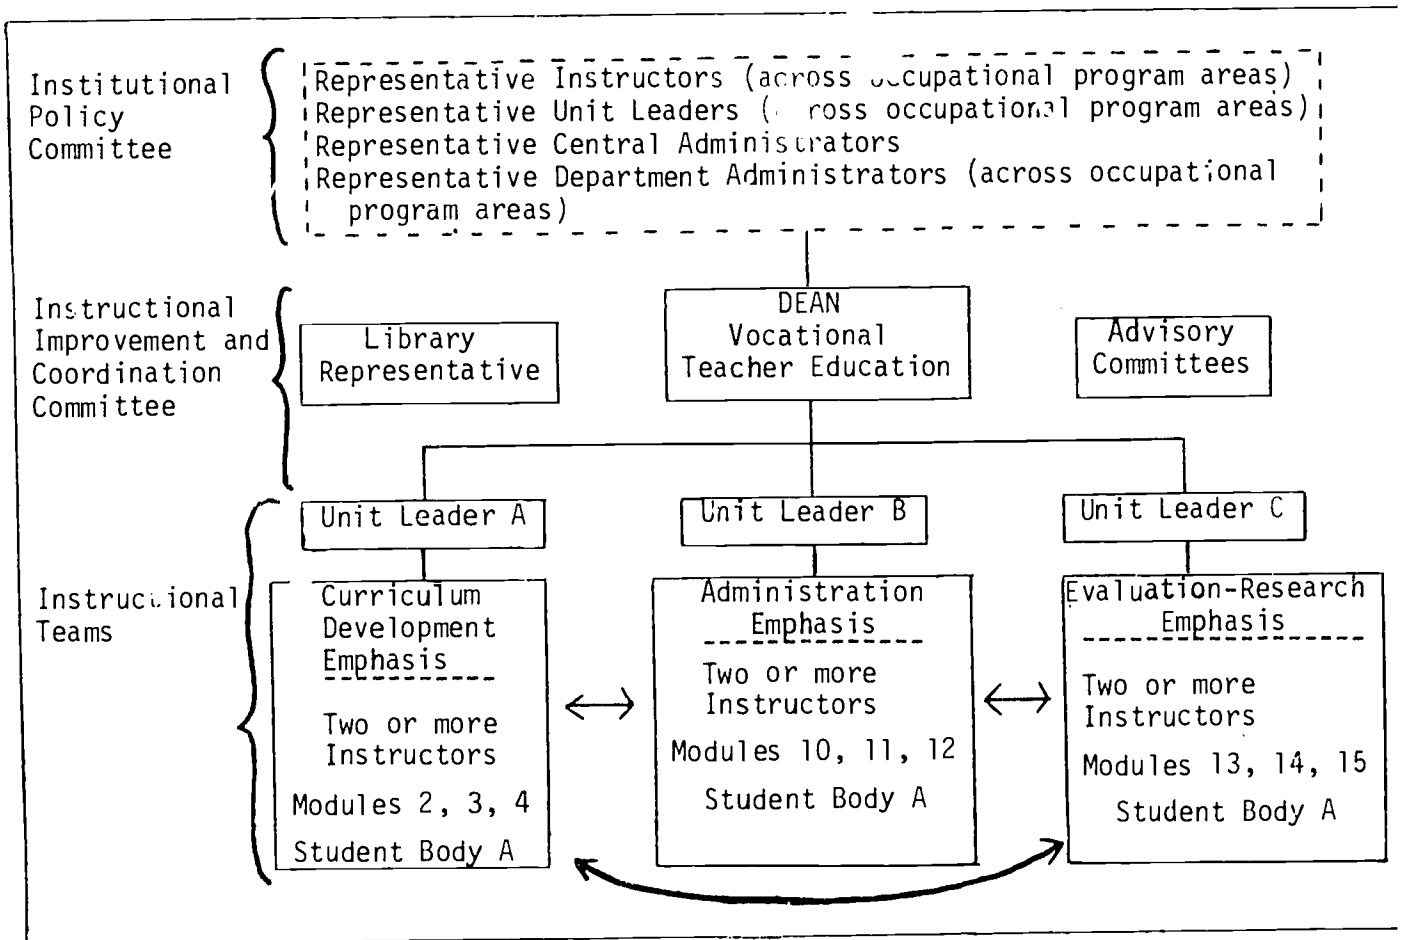 Institutional
Policy
Committee
Representative Instructors (across occupational program areas)
Representative Unit Leaders (across occupational program areas)
Representative Central Administrators
Representative Department Administrators (across occupational
program areas)
Instructional
Improvement and
Coordination
Committee
Library
Representative
DEAN
Vocational
Teacher Education
Advisory
Committees
Instructional
Teams
Unit Leader A
Curriculum
Development
Emphasis
Two or more
Instructors
Modules 2, 3, 4
Student Body A
Unit Leader B
Administration
Emphasis
Two or more
Instructors
Modules 10, 11, 12
Student Body A
Unit Leader C
Evaluation-Research
Emphasis
Two or more
Instructors
Modules 13, 14, 15
Student Body A